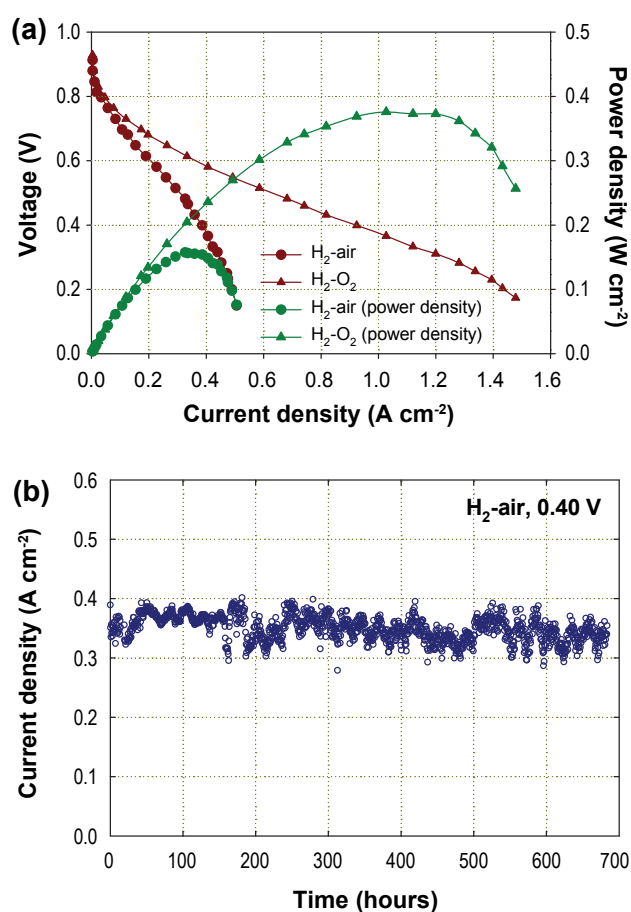 (a)
1.0
0.8
0.6
0.4
0.2
0.0
Voltage (V)
0.5
0.4
0.3
0.2
0.1
0.0
Power density (W cm⁻²)
H₂-air
H₂-O₂
H₂-air (power density)
H₂-O₂ (power density)
0.0 0.2 0.4 0.6 0.8 1.0 1.2 1.4 1.6
Current density (A cm⁻²)
(b)
H₂-air, 0.40 V
0.6
0.5
0.4
0.3
0.2
0.1
0.0
Current density (A cm⁻²)
0 100 200 300 400 500 600 700
Time (hours)